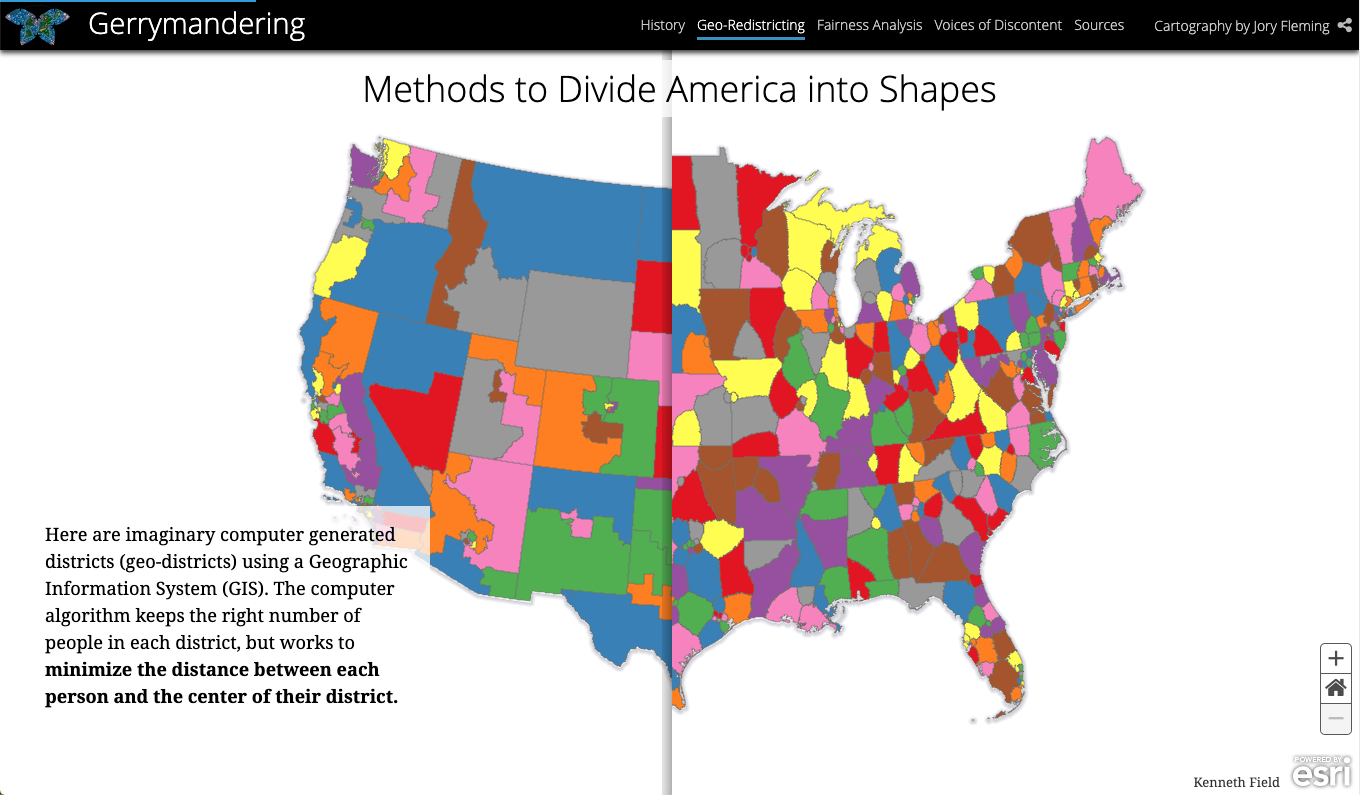 Gerrymandering
History Geo-Redistricting Fairness Analysis Voices of Discontent Sources Cartography by Jory Fleming
Methods to Divide America into Shapes
Here are imaginary computer generated
districts (geo-districts) using a Geographic
Information System (GIS). The computer
algorithm keeps the right number of
people in each district, but works to
minimize the distance between each
person and the center of their district.
+
−
POWERED BY
esri
Kenneth Field